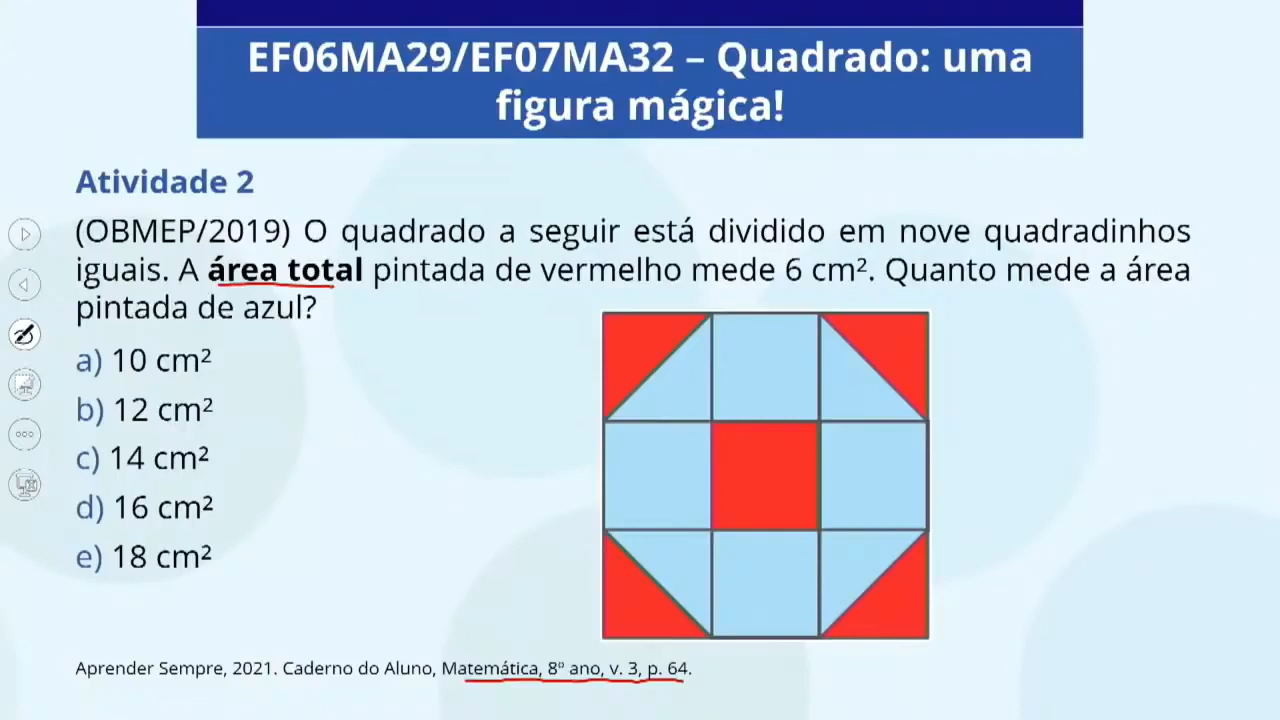 EF06MA29/EF07MA32 – Quadrado: uma
figura mágica!
Atividade 2
(OBMEP/2019) O quadrado a seguir está dividido em nove quadradinhos
iguais. A área total pintada de vermelho mede 6 cm². Quanto mede a área
pintada de azul?
a) 10 cm²
b) 12 cm²
c) 14 cm²
d) 16 cm²
e) 18 cm²
Aprender Sempre, 2021. Caderno do Aluno, Matemática, 8º ano, v. 3, p. 64.